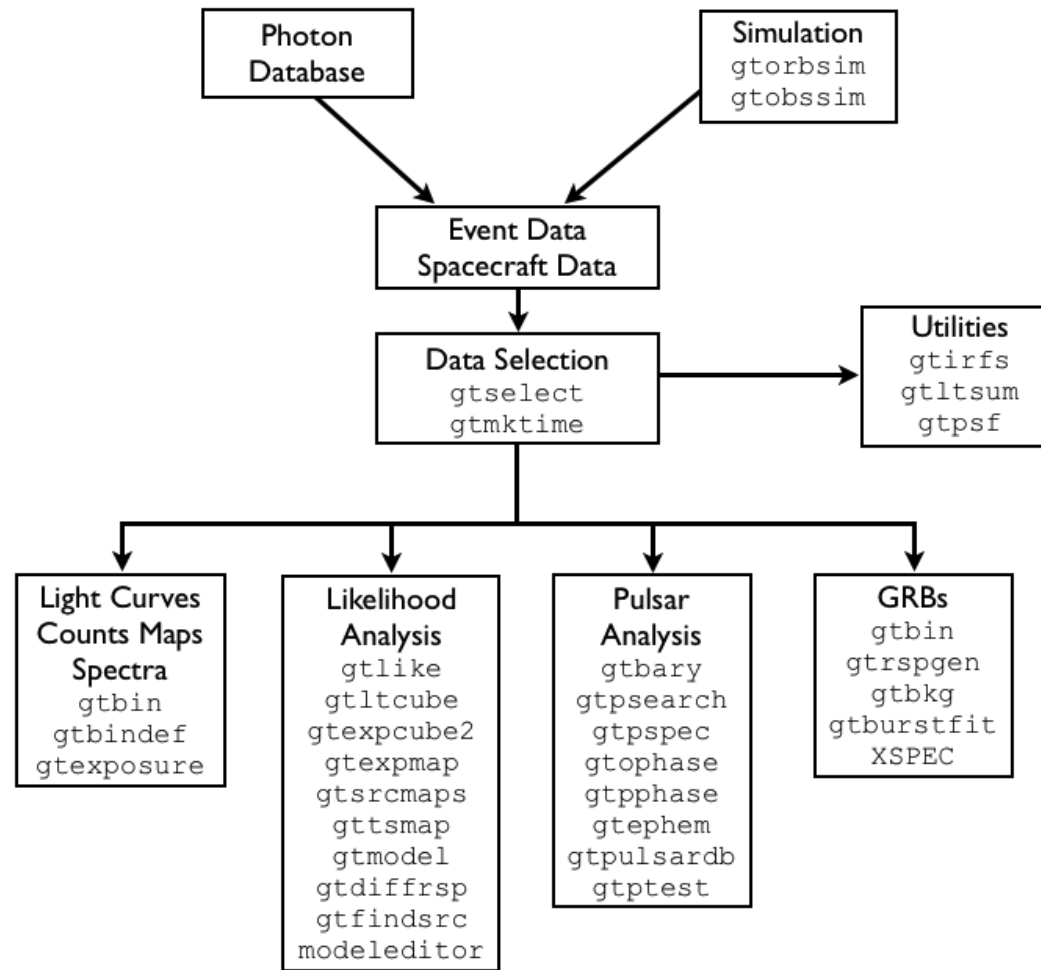 Photon
Database
Simulation
gtorbsim
gtobssim
Event Data
Spacecraft Data
Data Selection
gtselect
gtmktime
Utilities
gtirfs
gtltsum
gtpsf
Light Curves
Counts Maps
Spectra
gtbin
gtbindef
gtexposure
Likelihood
Analysis
gtlike
gtltcube
gtexpcube2
gtexpmap
gtsrcmaps
gttsmap
gtmodel
gtdiffrsp
gtfindsrc
modeleditor
Pulsar
Analysis
gtbary
gtpsearch
gtpspec
gtophase
gtpphase
gtephem
gtpulsardb
gtptest
GRBs
gtbin
gtrspgen
gtbkg
gtburstfit
XSPEC